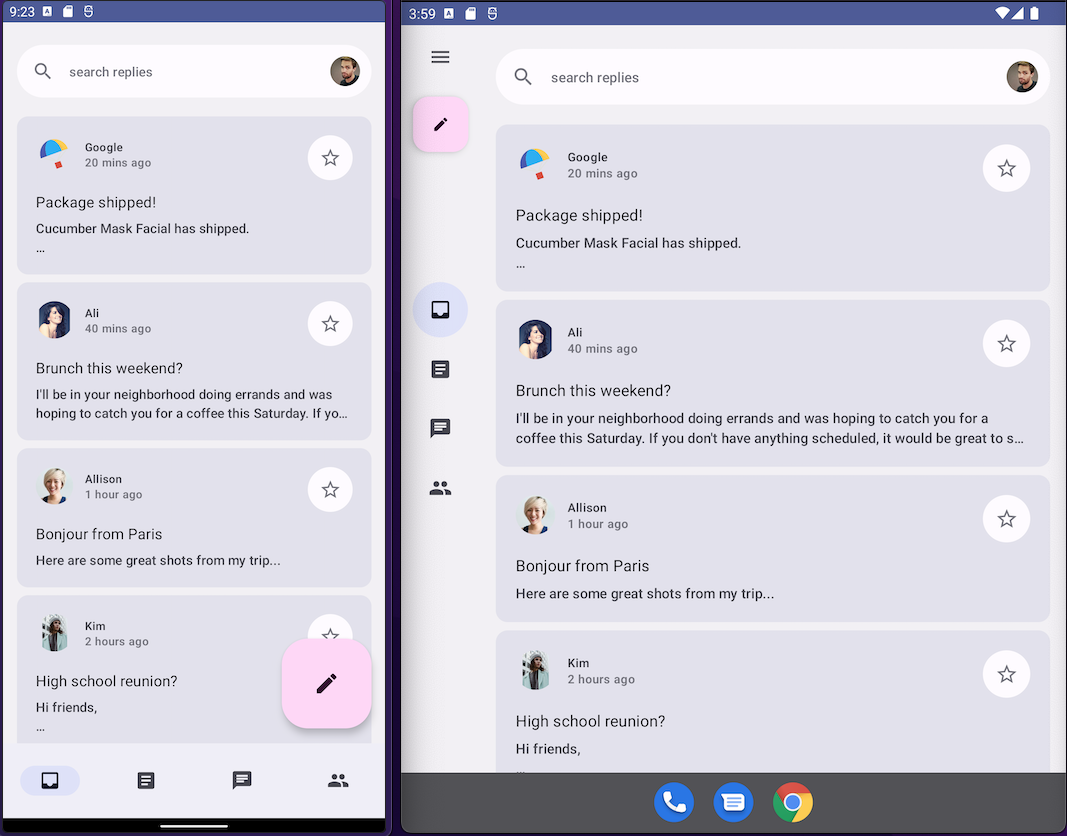 9:23
search replies
Google
20 mins ago
Package shipped!
Cucumber Mask Facial has shipped.
...
Ali
40 mins ago
Brunch this weekend?
I'll be in your neighborhood doing errands and was
hoping to catch you for a coffee this Saturday. If yo...
Allison
1 hour ago
Bonjour from Paris
Here are some great shots from my trip...
Kim
2 hours ago
High school reunion?
Hi friends,
...
3:59
search replies
Google
20 mins ago
Package shipped!
Cucumber Mask Facial has shipped.
...
Ali
40 mins ago
Brunch this weekend?
I'll be in your neighborhood doing errands and was hoping to catch you for a
coffee this Saturday. If you don't have anything scheduled, it would be great to s...
Allison
1 hour ago
Bonjour from Paris
Here are some great shots from my trip...
Kim
2 hours ago
High school reunion?
Hi friends,
...